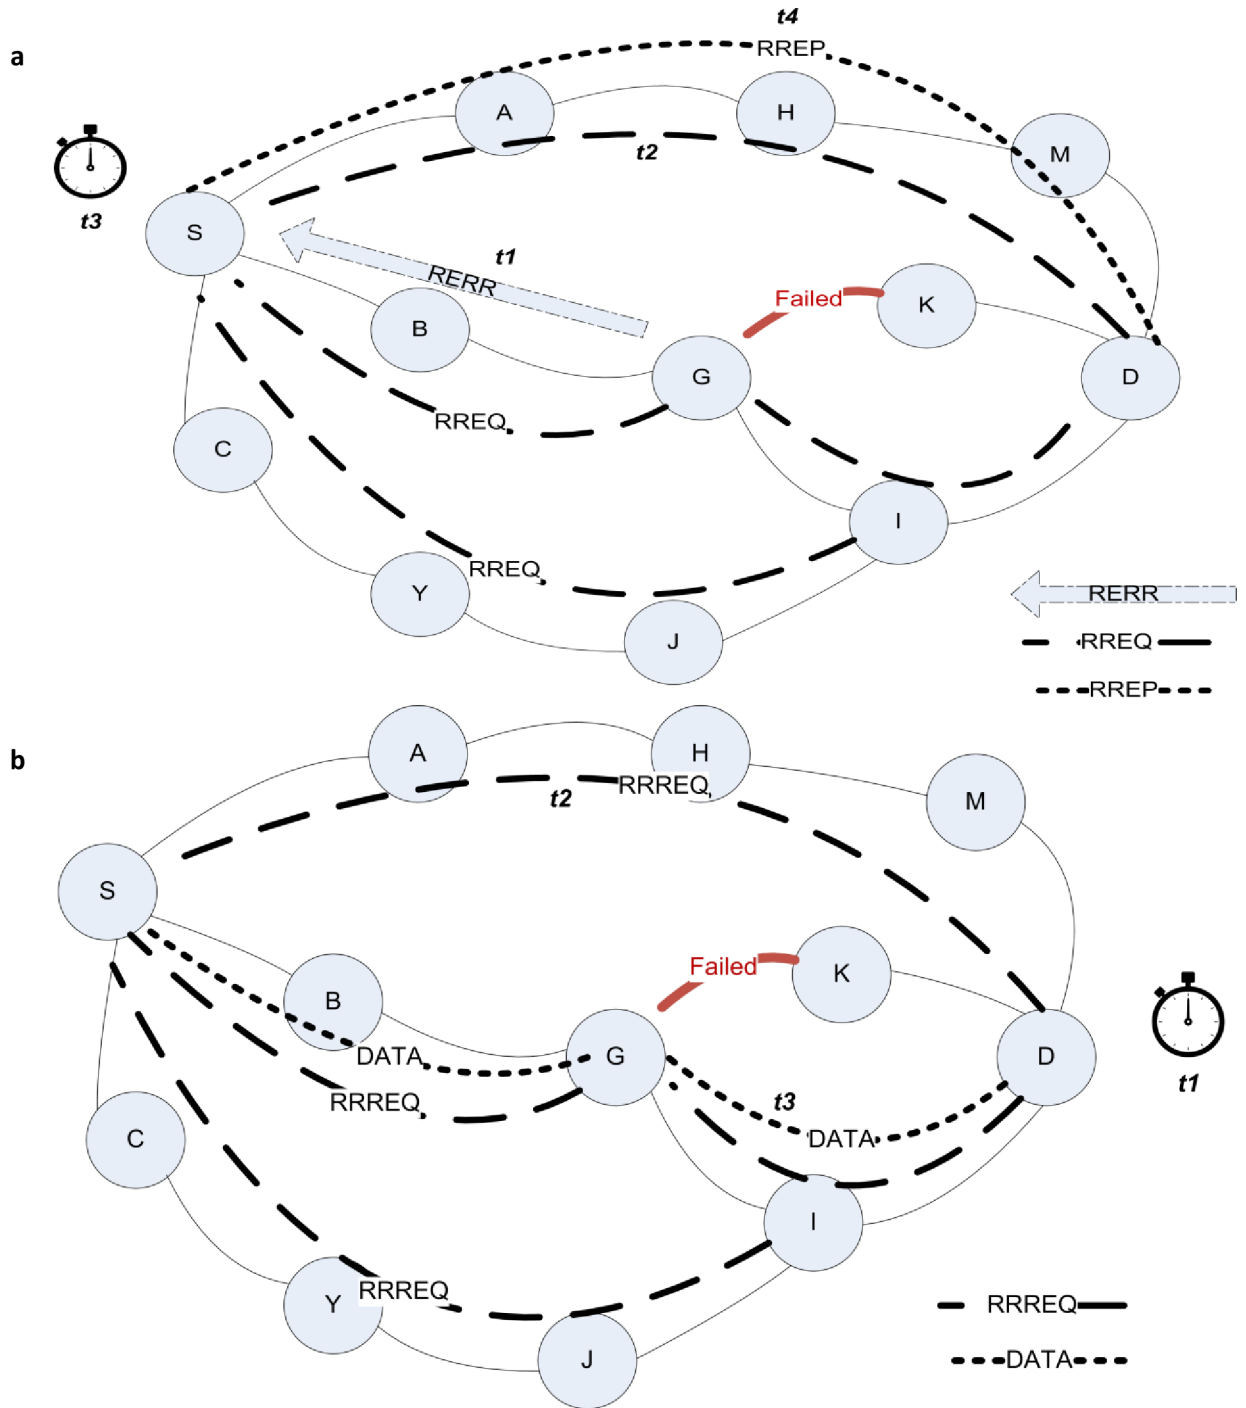 a
t4
RREP
A
H
M
t2
t3
S
t1
RERR
Failed
K
B
G
D
RREQ
C
I
RREQ
Y
RERR
J
RREQ
RREP
b
A
H
RRREQ
t2
M
S
Failed
K
B
DATA
G
D
t1
RRREQ
t3
DATA
C
I
RRREQ
Y
RRREQ
J
DATA